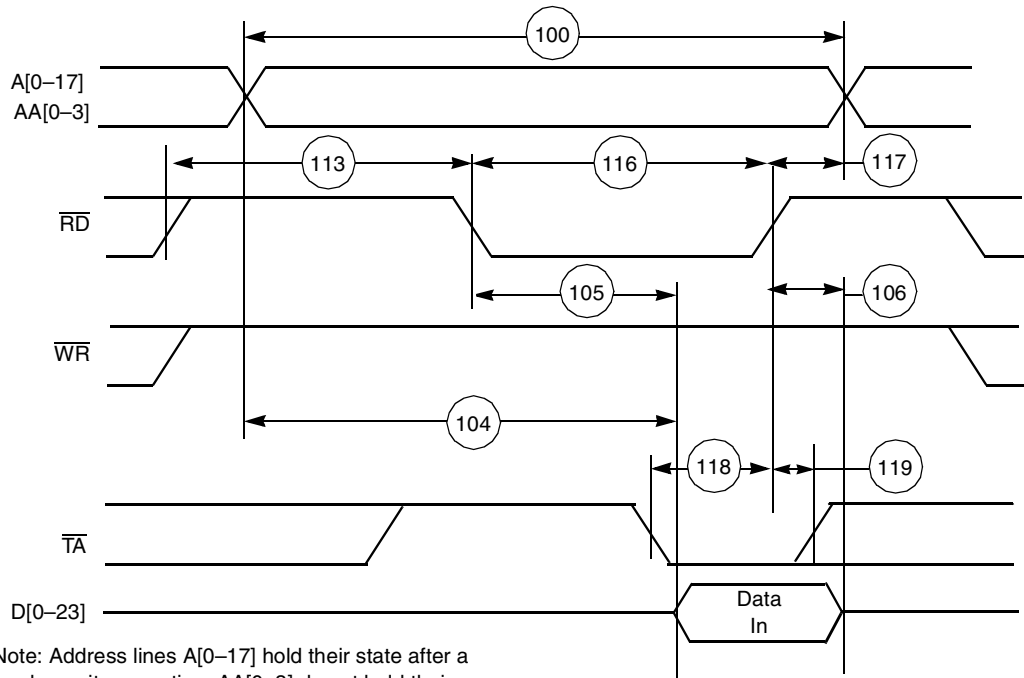 100
A[0–17]
AA[0–3]
113
116
117
RD
105
106
WR
104
118
119
TA
D[0–23]
Data
In
Note: Address lines A[0–17] hold their state after a